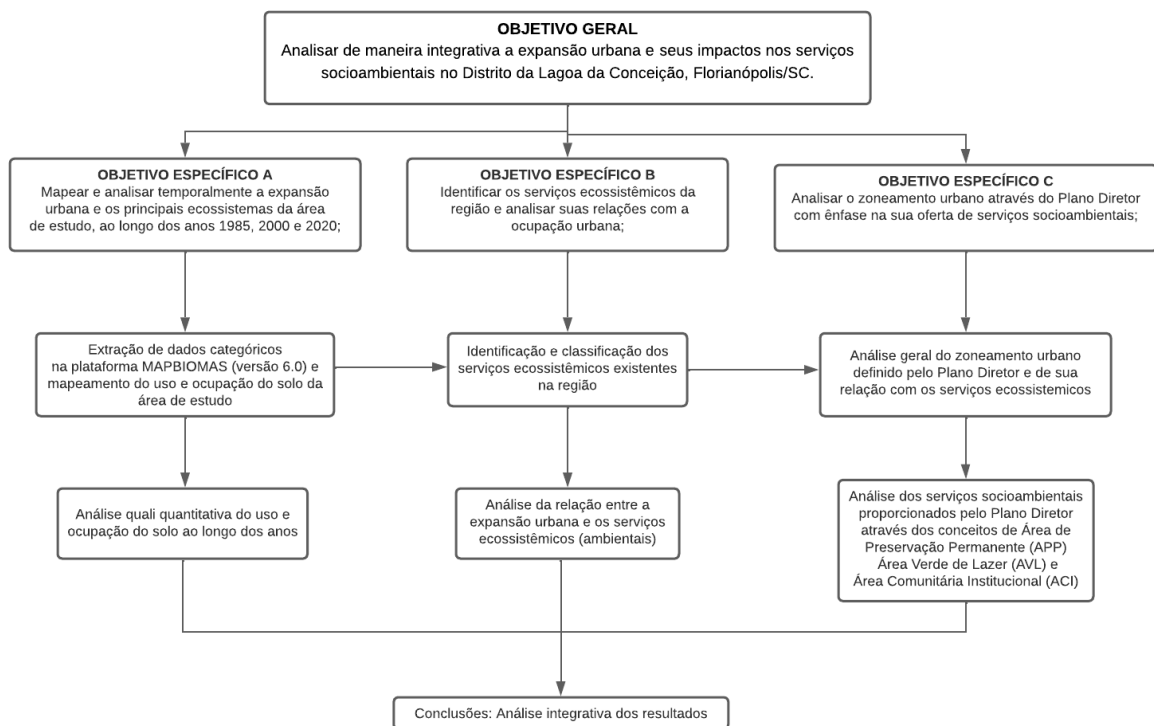 OBJETIVO GERAL
Analisar de maneira integrativa a expansão urbana e seus impactos nos serviços
socioambientais no Distrito da Lagoa da Conceição, Florianópolis/SC.
OBJETIVO ESPECÍFICO A
Mapear e analisar temporalmente a expansão
urbana e os principais ecossistemas da área
de estudo, ao longo dos anos 1985, 2000 e 2020;
OBJETIVO ESPECÍFICO B
Identificar os serviços ecossistêmicos da
região e analisar suas relações com a
ocupação urbana;
OBJETIVO ESPECÍFICO C
Analisar o zoneamento urbano através do Plano Diretor
com ênfase na sua oferta de serviços socioambientais;
Extração de dados categóricos
na plataforma MAPBIOMAS (versão 6.0) e
mapeamento do uso e ocupação do solo da
área de estudo
Identificação e classificação dos
serviços ecossistêmicos existentes
na região
Análise geral do zoneamento urbano
definido pelo Plano Diretor e de sua
relação com os serviços ecossistemicos
Análise quali quantitativa do uso e
ocupação do solo ao longo dos anos
Análise da relação entre a
expansão urbana e os serviços
ecossistêmicos (ambientais)
Análise dos serviços socioambientais
proporcionados pelo Plano Diretor
através dos conceitos de Área de
Preservação Permanente (APP)
Área Verde de Lazer (AVL) e
Área Comunitária Institucional (ACI)
Conclusões: Análise integrativa dos resultados